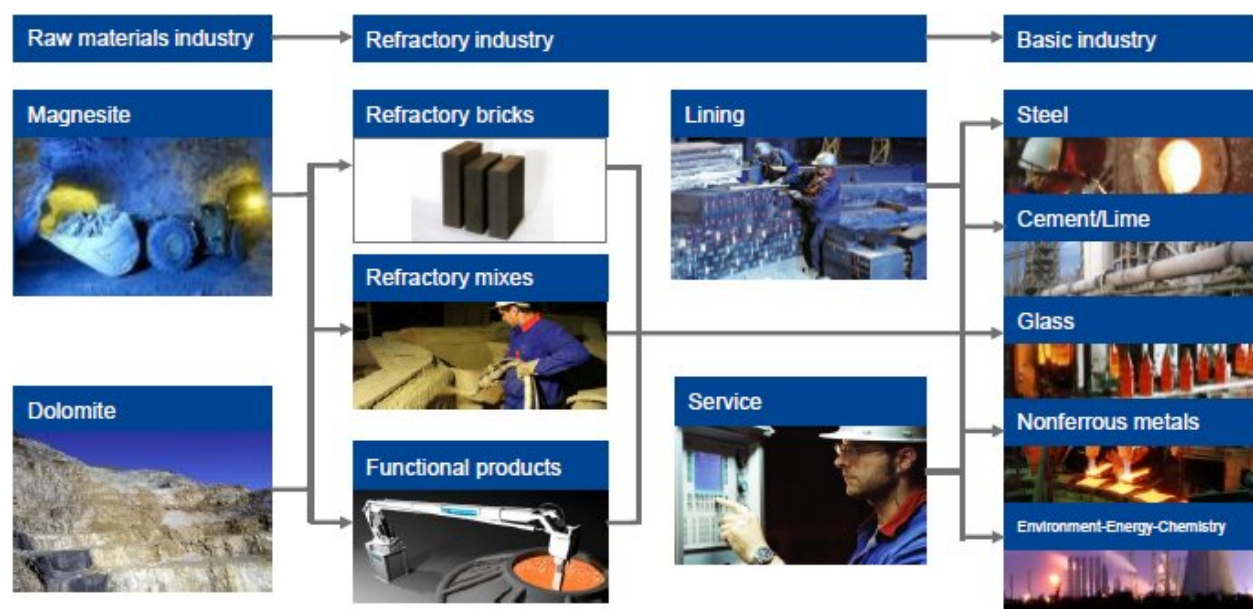 Raw materials industry
Refractory industry
Basic industry
Magnesite
Dolomite
Refractory bricks
Refractory mixes
Functional products
Lining
Service
Steel
Cement/Lime
Glass
Nonferrous metals
Environment-Energy-Chemistry